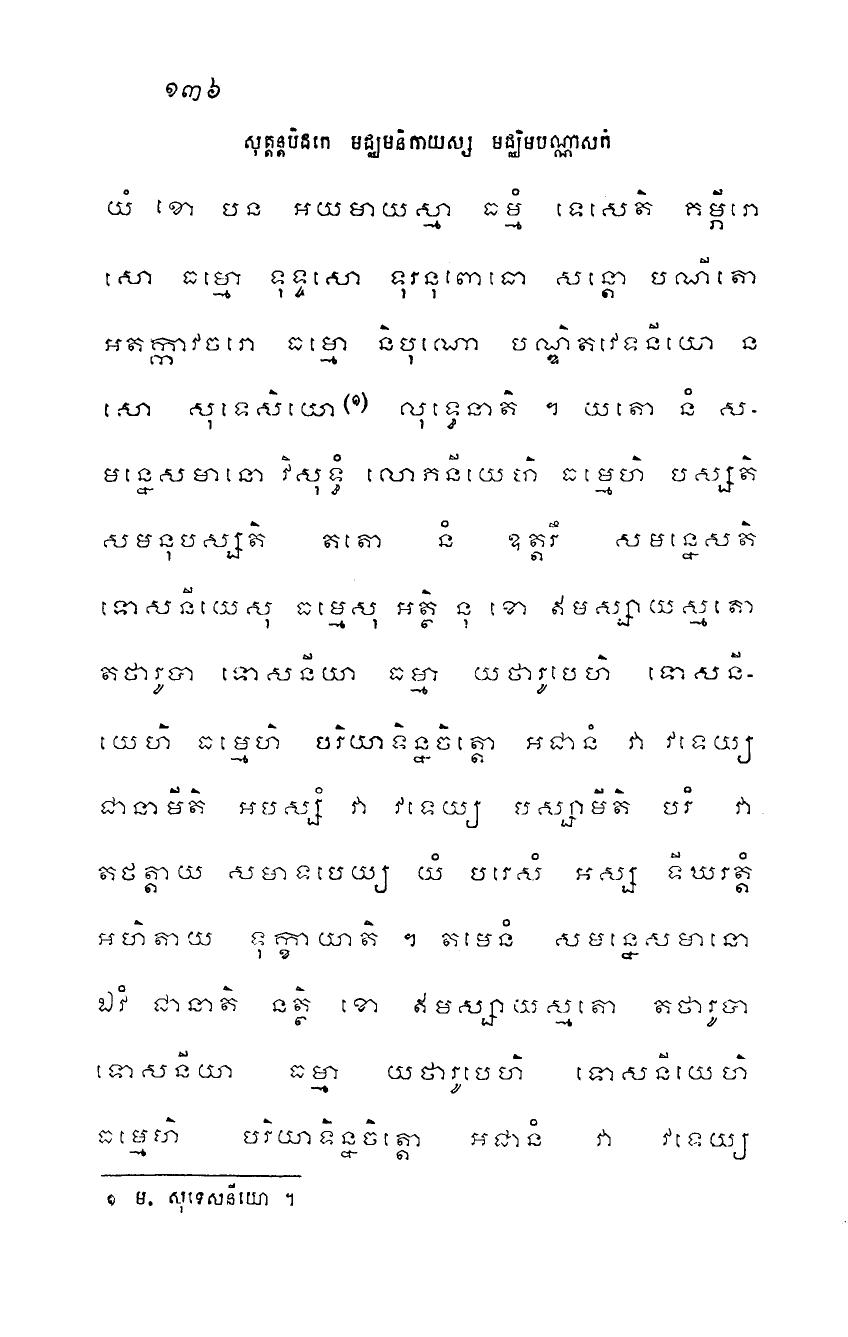 ១៣៦
សុត្តន្តបិដកេ មជ្ឈមនិកាយស្ស មជ្ឈិមបណ្ណាសកំ
យំ ខោ បន អយមាយស្មា ធម្មំ ទេសេតិ គម្ភីរោ
សោ ធម្មោ ទុទ្ទសោ ទុរនុពោធោ សន្តោ បណីតោ
អតក្កាវចរោ ធម្មោ និបុណោ បណ្ឌិតវេទនីយោ ន
សោ សុទេសិយោ(១) លុទ្ធេនាតិ ។ យតោ នំ ស-
មន្នេសមានោ វិសុទ្ធំ លោភនីយេហិ ធម្មេហិ បស្សតិ
សមនុបស្សតិ តតោ នំ ឧត្តរឹ សមន្នេសតិ
ទោសនីយេសុ ធម្មេសុ អត្ថិ នុ ខោ ឥមស្សាយស្មតោ
តថារូបា ទោសនីយា ធម្មា យថារូបេហិ ទោសនី-
យេហិ ធម្មេហិ បរិយាទិន្នចិត្តោ អជានំ វា វទេយ្យ
ជានាមីតិ អបស្សំ វា វទេយ្យ បស្សាមីតិ បរំ វា
តថត្តាយ សមាទបេយ្យ យំ បរេសំ អស្ស ទីឃរត្តំ
អហិតាយ ទុក្ខាយាតិ ។ តមេនំ សមន្នេសមានោ
ឯវំ ជានាតិ នត្ថិ ខោ ឥមស្សាយស្មតោ តថារូបា
ទោសនីយា ធម្មា យថារូបេហិ ទោសនីយេហិ
ធម្មេហិ បរិយាទិន្នចិត្តោ អជានំ វា វទេយ្យ
១ ម. សុទេសនីយោ ។